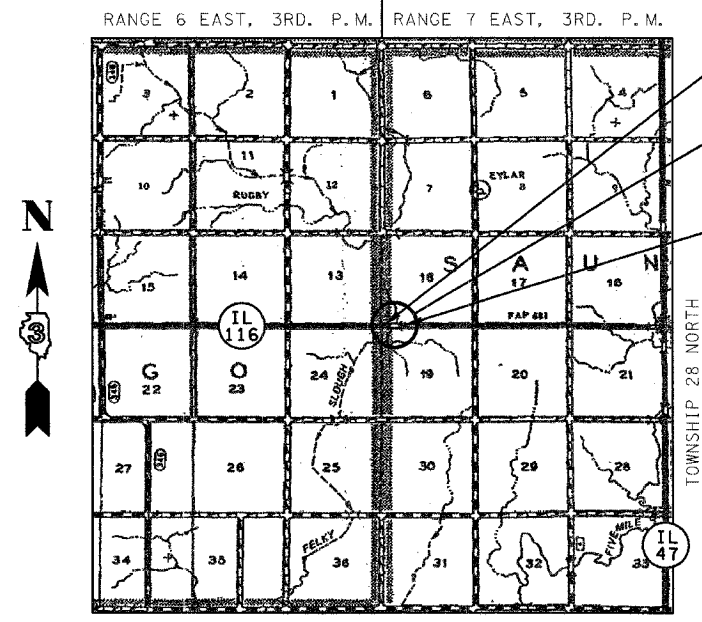 RANGE 6 EAST, 3RD. P.M. RANGE 7 EAST, 3RD. P.M.
3 2 1 6 5 4
11
EYLAR
10 12 7 8 9
RUGBY
S A U N
15 14 13 18 17 16
IL 116
FAP 681
N
3
TOWNSHIP 28 NORTH
G O
22 23 24 19 20 21
SLOUGH
27 26 25 30 29 28
FELKY
FIVE MILE
IL 47
34 35 36 31 32 33